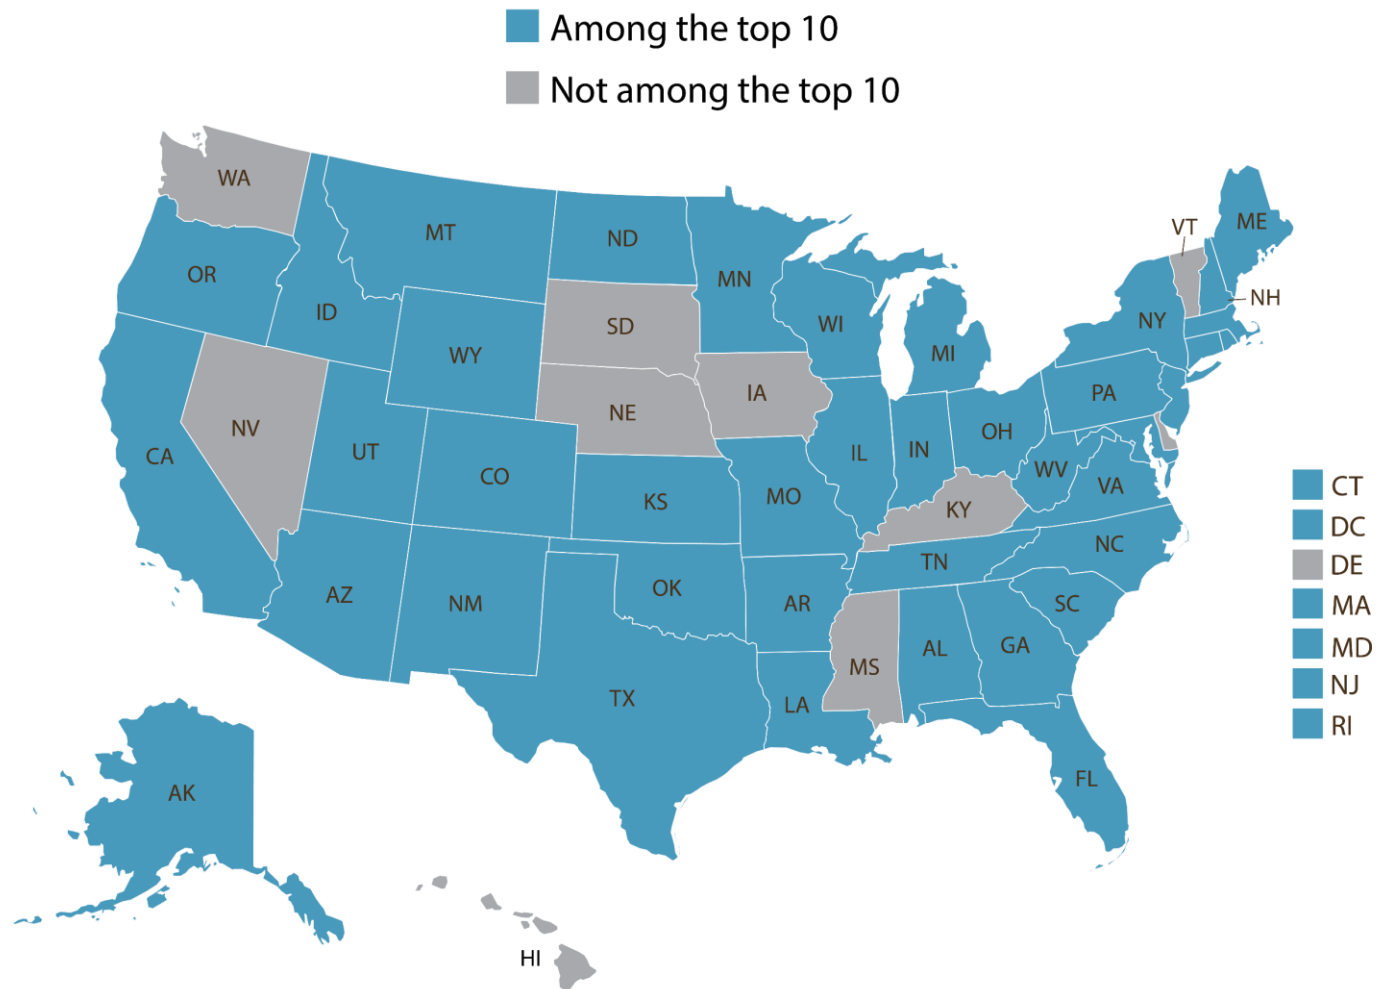 Among the top 10
Not among the top 10
WA
MT
ND
MN
VT
ME
OR
ID
SD
WI
NH
NY
WY
MI
IA
PA
NE
NV
OH
UT
CA
IL
IN
CO
WV
VA
CT
KS
MO
KY
DC
NC
TN
DE
AZ
NM
OK
AR
SC
MA
MS
AL
GA
MD
TX
LA
NJ
RI
FL
AK
HI